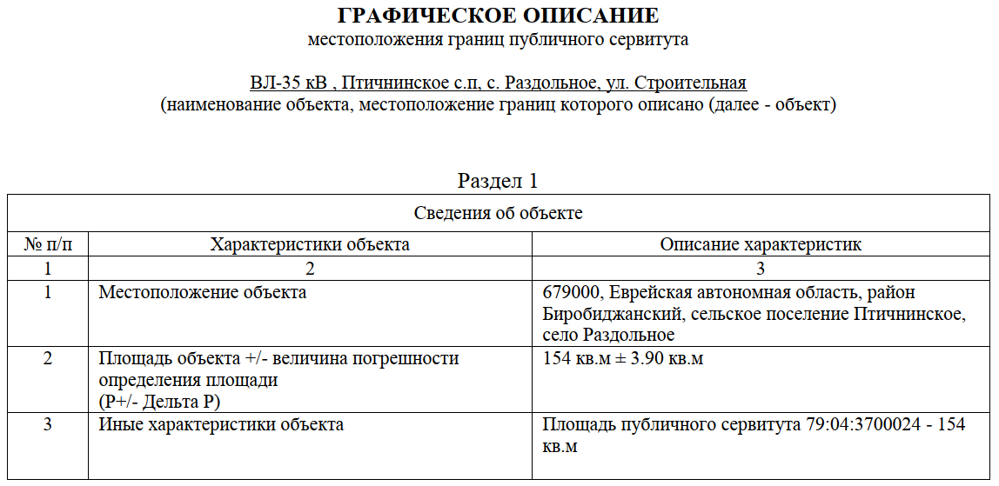 ГРАФИЧЕСКОЕ ОПИСАНИЕ
местоположения границ публичного сервитута
ВЛ-35 кВ , Птичнинское с.п, с. Раздольное, ул. Строительная
(наименование объекта, местоположение границ которого описано (далее - объект)
Раздел 1
Сведения об объекте
№ п/п Характеристики объекта Описание характеристик
1 2 3
1 Местоположение объекта 679000, Еврейская автономная область, район
Биробиджанский, сельское поселение Птичнинское,
село Раздольное
2 Площадь объекта +/- величина погрешности 154 кв.м ± 3.90 кв.м
определения площади
(P+/- Дельта P)
3 Иные характеристики объекта Площадь публичного сервитута 79:04:3700024 - 154
кв.м